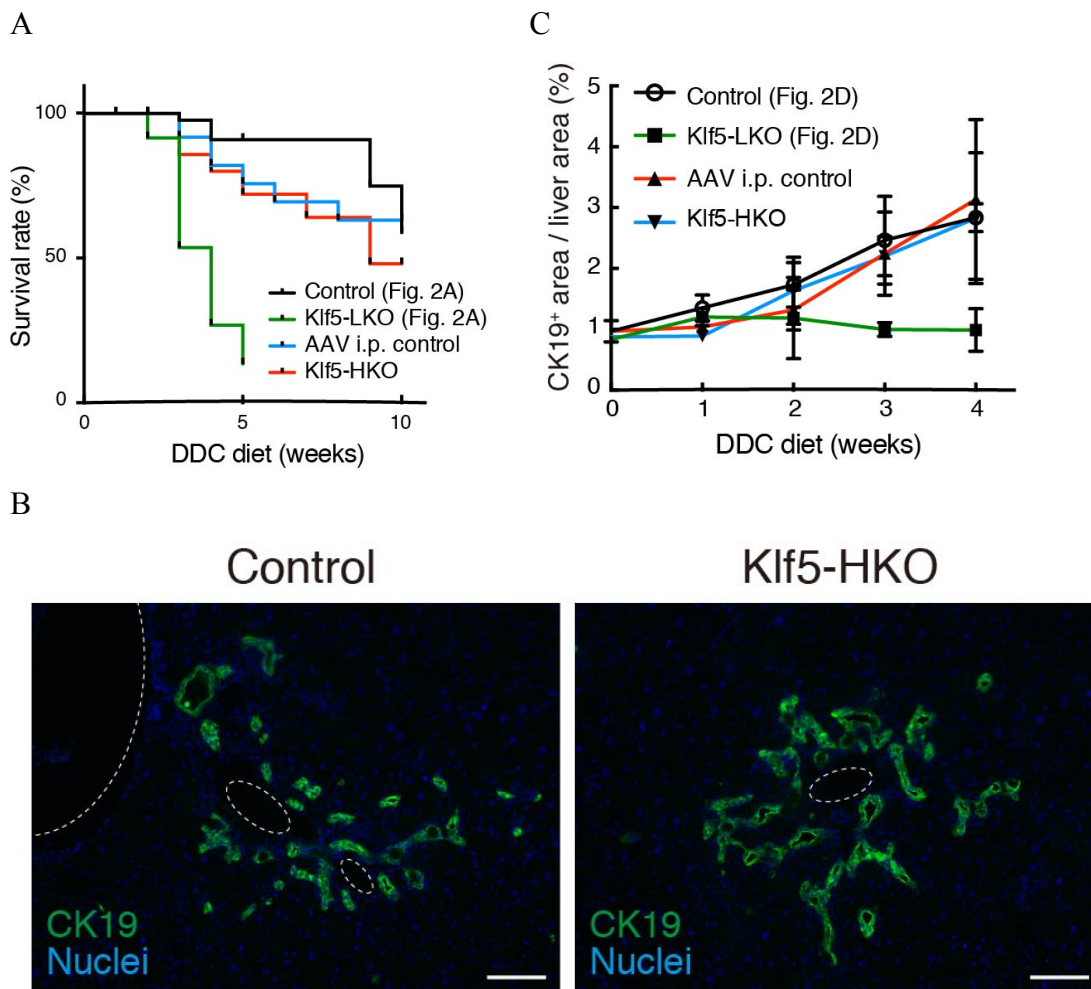 A
Survival rate (%)
100
50
0
0
5
10
DDC diet (weeks)
Control (Fig. 2A)
Klf5-LKO (Fig. 2A)
AAV i.p. control
Klf5-HKO
C
CK19⁺ area / liver area (%)
5
4
3
2
1
0
0
1
2
3
4
DDC diet (weeks)
Control (Fig. 2D)
Klf5-LKO (Fig. 2D)
AAV i.p. control
Klf5-HKO
B
Control
CK19
Nuclei
Klf5-HKO
CK19
Nuclei